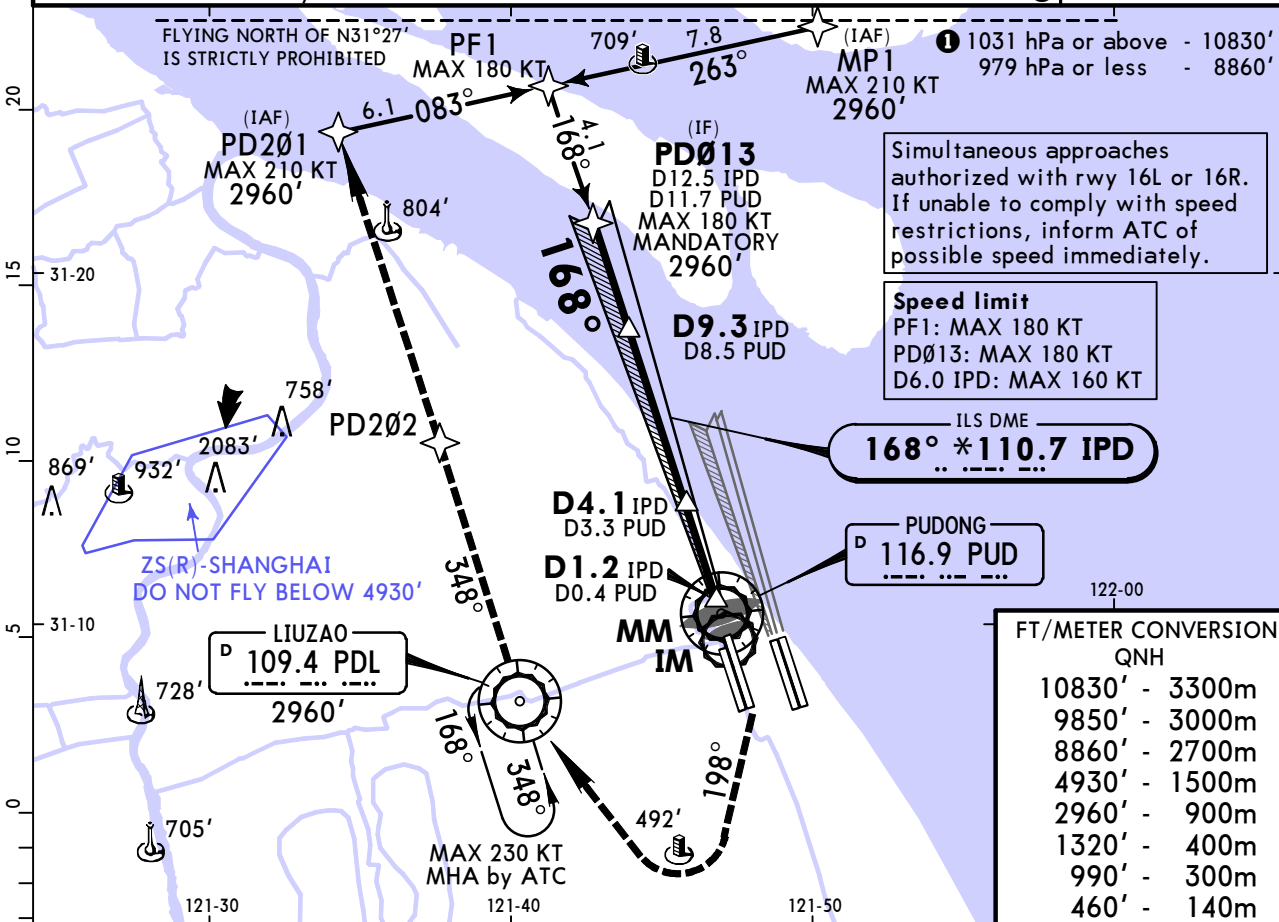 FLYING NORTH OF N31°27'
IS STRICTLY PROHIBITED
PF1
MAX 180 KT
709'
7.8
263°
(IAF)
MP1
MAX 210 KT
2960'
❶ 1031 hPa or above - 10830'
979 hPa or less - 8860'
20
(IAF)
PD2Ø1
MAX 210 KT
2960'
6.1
083°
4.1
168°
(IF)
PDØ13
D12.5 IPD
D11.7 PUD
MAX 180 KT
MANDATORY
2960'
Simultaneous approaches
authorized with rwy 16L or 16R.
If unable to comply with speed
restrictions, inform ATC of
possible speed immediately.
804'
15
31-20
168°
D9.3 IPD
D8.5 PUD
Speed limit
PF1: MAX 180 KT
PDØ13: MAX 180 KT
D6.0 IPD: MAX 160 KT
758'
PD2Ø2
10
2083'
869'
932'
ILS DME
168° *110.7 IPD
D4.1 IPD
D3.3 PUD
PUDONG
D 116.9 PUD
ZS(R)-SHANGHAI
DO NOT FLY BELOW 4930'
348°
D1.2 IPD
D0.4 PUD
122-00
5
31-10
MM
IM
LIUZAO
D 109.4 PDL
2960'
728'
168°
348°
198°
0
705'
492'
MAX 230 KT
MHA by ATC
121-30
121-40
121-50
FT/METER CONVERSION
QNH
10830' - 3300m
9850' - 3000m
8860' - 2700m
4930' - 1500m
2960' - 900m
1320' - 400m
990' - 300m
460' - 140m